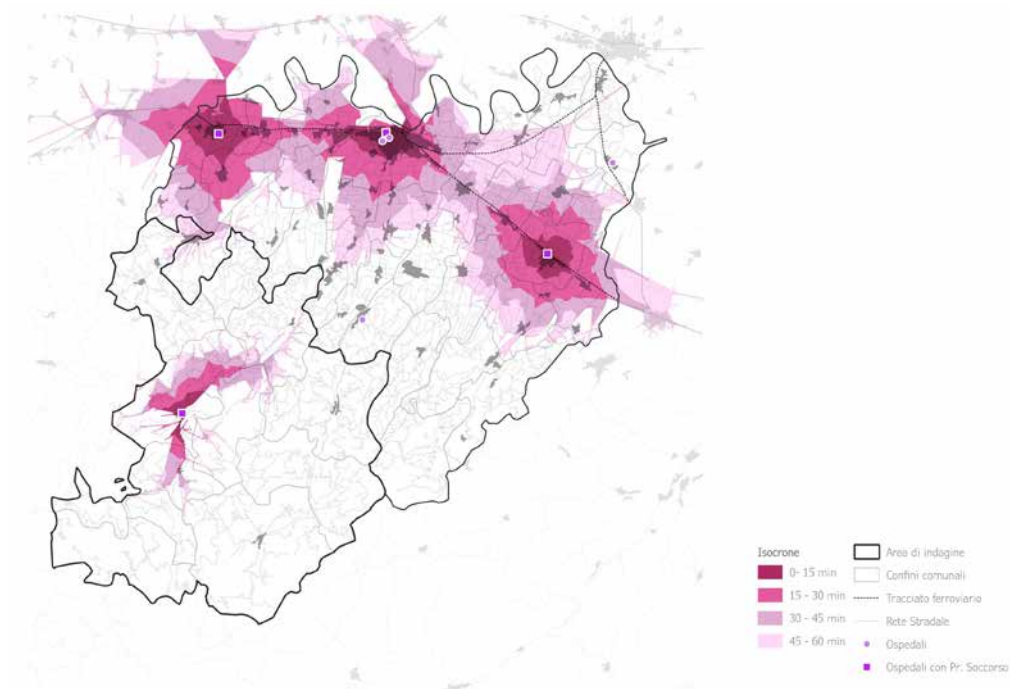 Isocrone
0- 15 min
15 - 30 min
30 - 45 min
45 - 60 min
Area di indagine
Confini comunali
Tracciato ferroviario
Rete Stradale
Ospedali
Ospedali con Pr. Soccorso